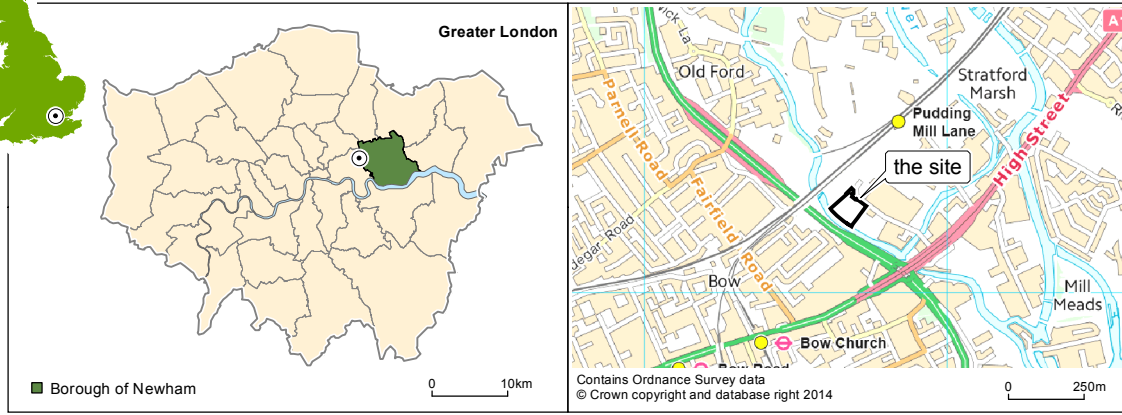 Greater London
Borough of Newham
0 10km
Old Ford
Parnell Road
Fairfield Road
Stratford
Marsh
Pudding
Mill Lane
the site
High Street
Bow
Mill
Meads
Bow Church
Contains Ordnance Survey data
© Crown copyright and database right 2014
0 250m